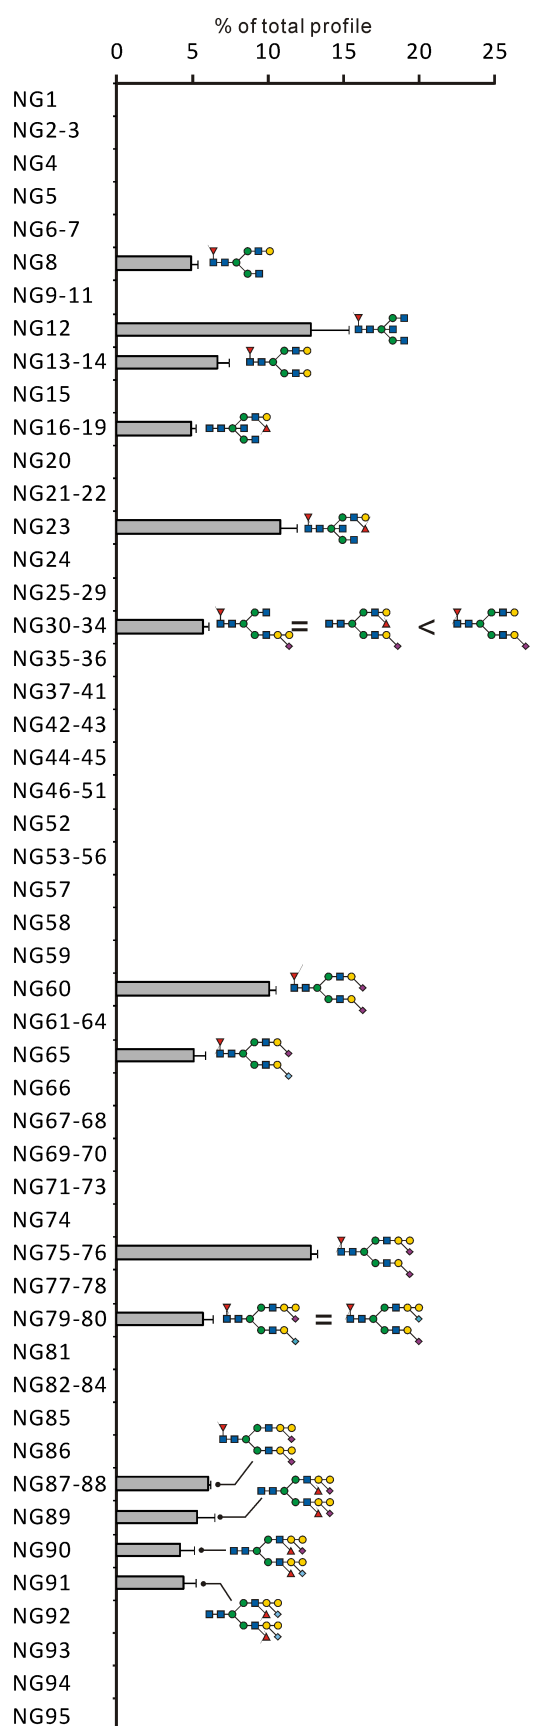 % of total profile
0 5 10 15 20 25
NG1
NG2-3
NG4
NG5
NG6-7
NG8
NG9-11
NG12
NG13-14
NG15
NG16-19
NG20
NG21-22
NG23
NG24
NG25-29
NG30-34 = <
NG35-36
NG37-41
NG42-43
NG44-45
NG46-51
NG52
NG53-56
NG57
NG58
NG59
NG60
NG61-64
NG65
NG66
NG67-68
NG69-70
NG71-73
NG74
NG75-76
NG77-78
NG79-80 =
NG81
NG82-84
NG85
NG86
NG87-88
NG89
NG90
NG91
NG92
NG93
NG94
NG95